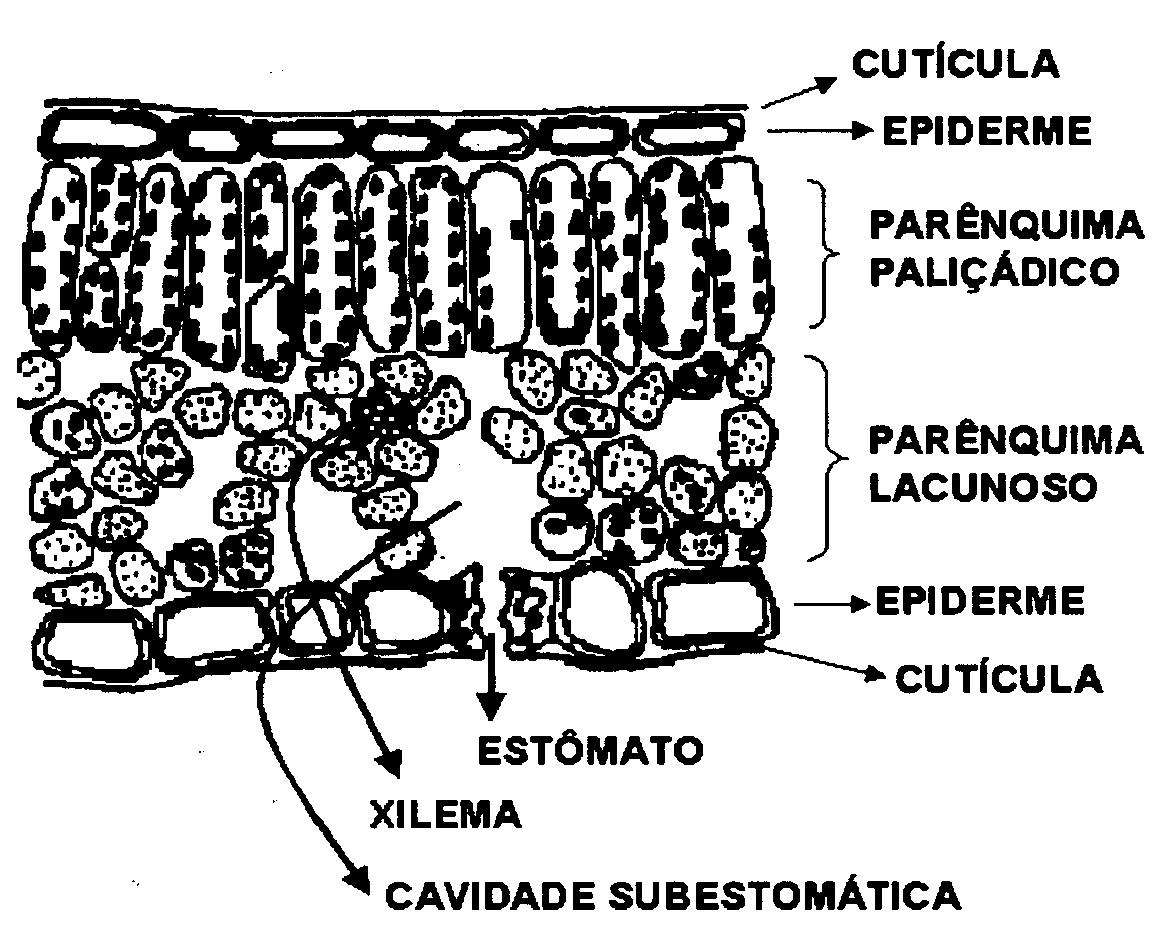 CUTÍCULA
EPIDERME
PARÊNQUIMA
PALIÇÁDICO
PARÊNQUIMA
LACUNOSO
EPIDERME
CUTÍCULA
ESTÔMATO
XILEMA
CAVIDADE SUBESTOMÁTICA